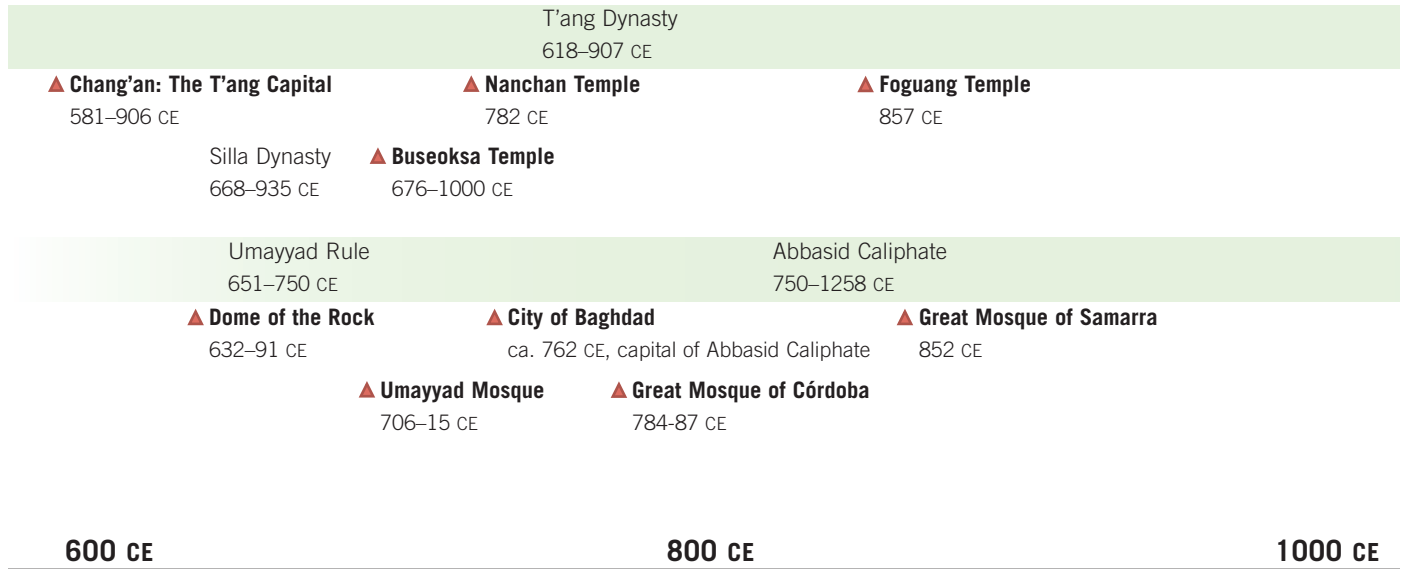 T’ang Dynasty
618–907 CE
Chang’an: The T’ang Capital
581–906 CE
Nanchan Temple
782 CE
Foguang Temple
857 CE
Silla Dynasty
668–935 CE
Buseoksa Temple
676–1000 CE
Umayyad Rule
651–750 CE
Abbasid Caliphate
750–1258 CE
Dome of the Rock
632–91 CE
City of Baghdad
ca. 762 CE, capital of Abbasid Caliphate
Great Mosque of Samarra
852 CE
Umayyad Mosque
706–15 CE
Great Mosque of Córdoba
784-87 CE
600 CE
800 CE
1000 CE